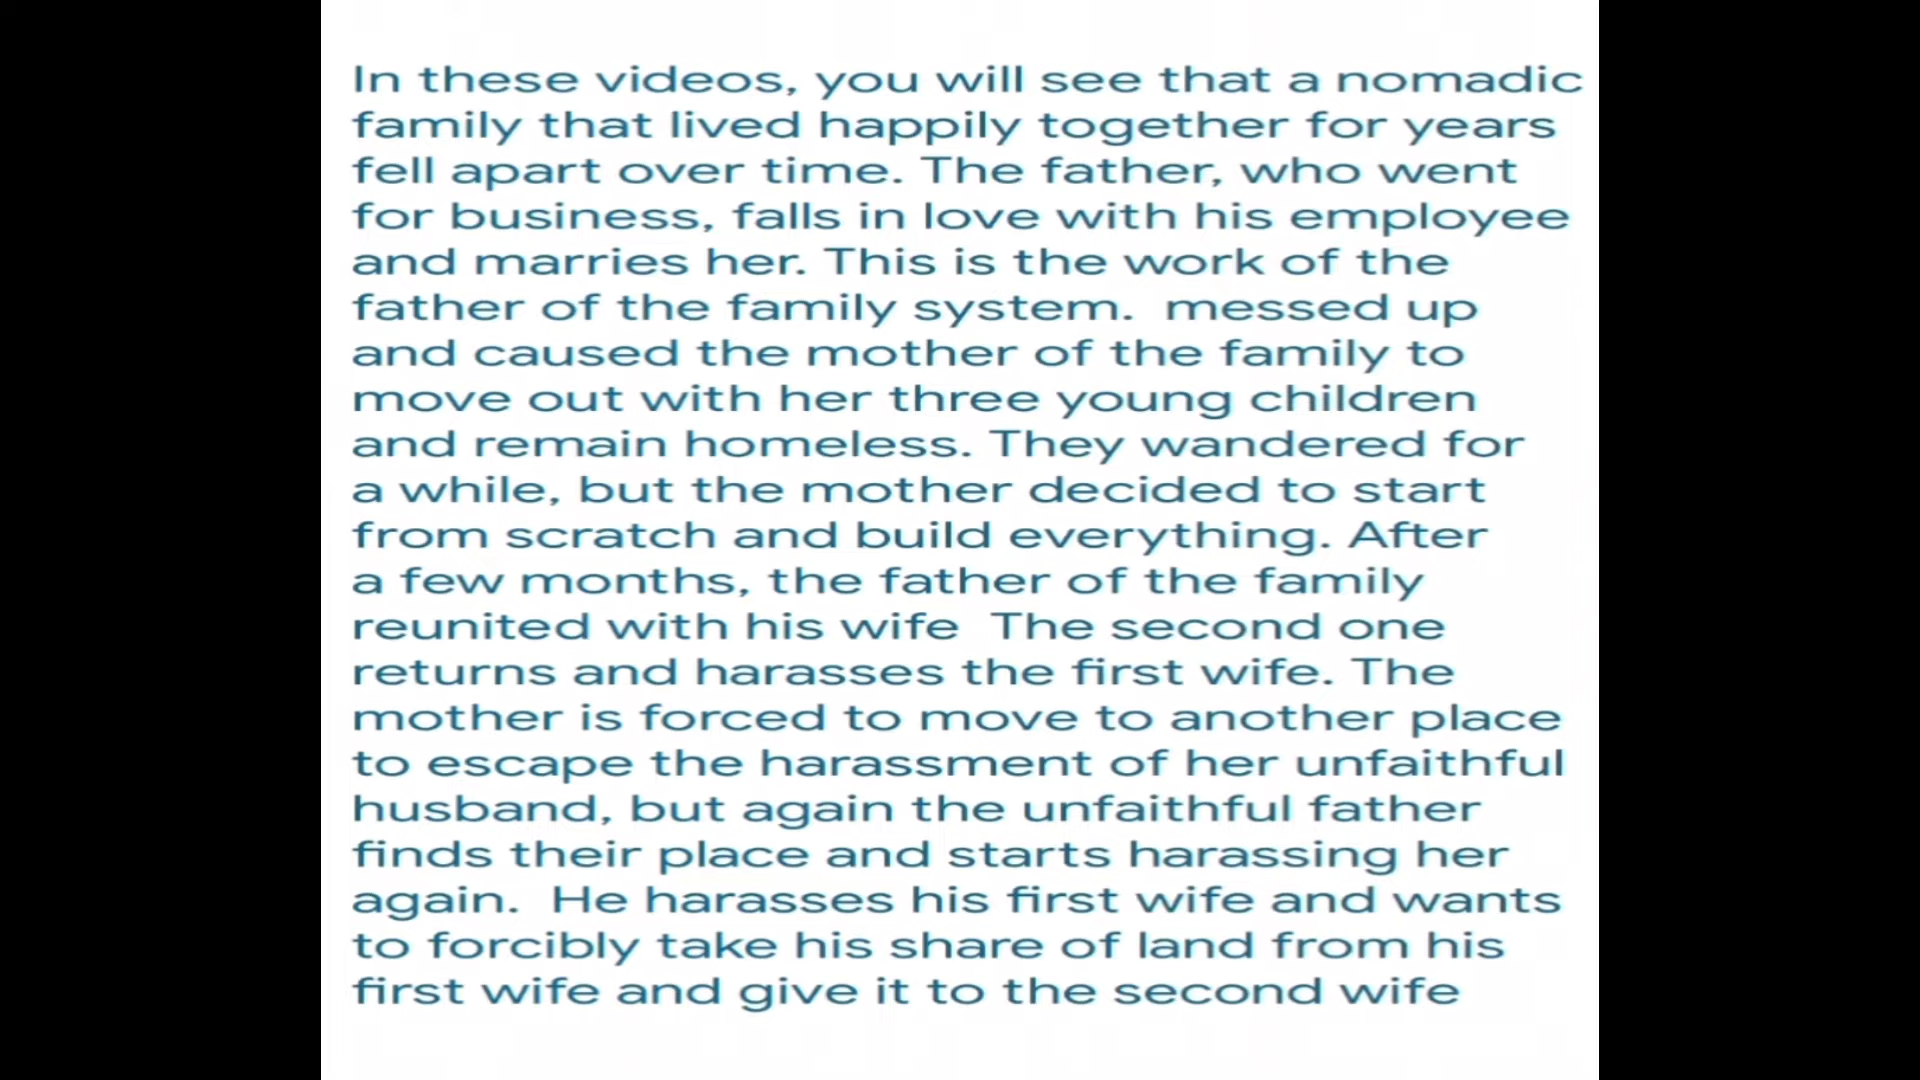 In these videos, you will see that a nomadic
family that lived happily together for years
fell apart over time. The father, who went
for business, falls in love with his employee
and marries her. This is the work of the
father of the family system.  messed up
and caused the mother of the family to
move out with her three young children
and remain homeless. They wandered for
a while, but the mother decided to start
from scratch and build everything. After
a few months, the father of the family
reunited with his wife  The second one
returns and harasses the first wife. The
mother is forced to move to another place
to escape the harassment of her unfaithful
husband, but again the unfaithful father
finds their place and starts harassing her
again.  He harasses his first wife and wants
to forcibly take his share of land from his
first wife and give it to the second wife